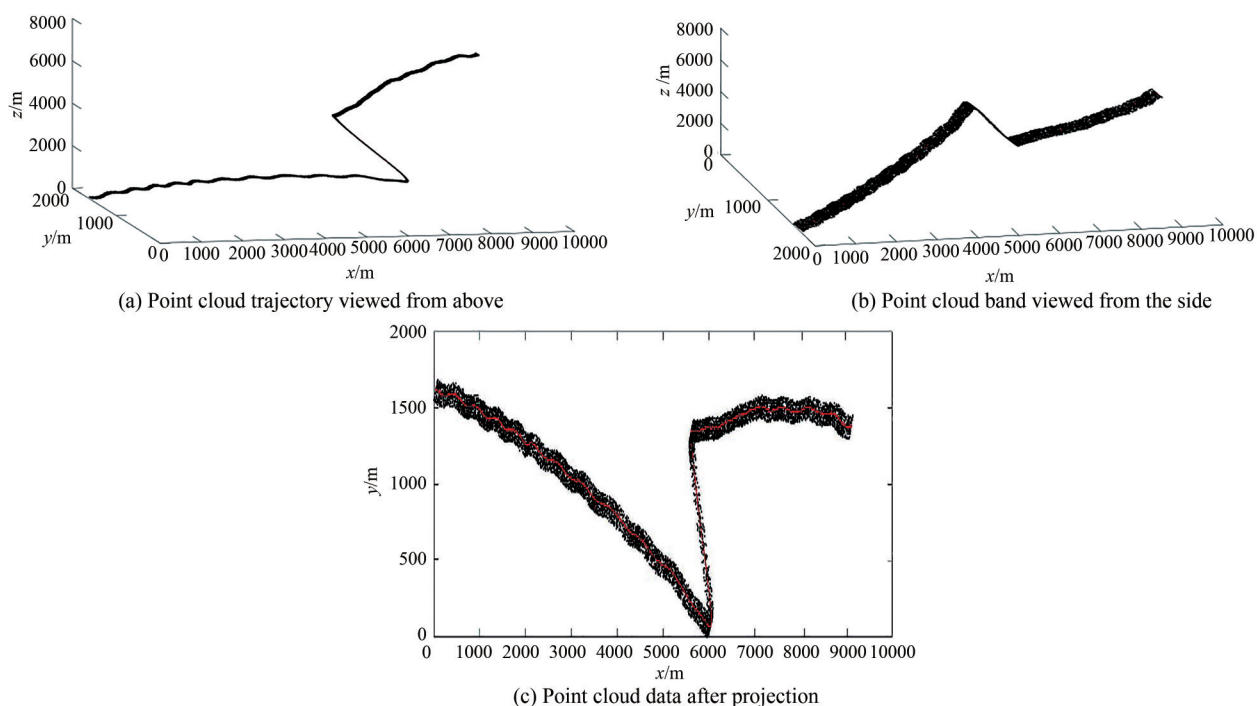 8000
6000
4000
2000
0
z/m
2000
1000
0
y/m
0 1000 2000 3000 4000 5000 6000 7000 8000 9000 10000
x/m
(a) Point cloud trajectory viewed from above
8000
6000
4000
2000
0
z /m
0
1000
2000
y/m
0 1000 2000 3000 4000 5000 6000 7000 8000 9000 10000
x/m
(b) Point cloud band viewed from the side
2000
1500
1000
500
0
y/m
0 1000 2000 3000 4000 5000 6000 7000 8000 9000 10000
x/m
(c) Point cloud data after projection